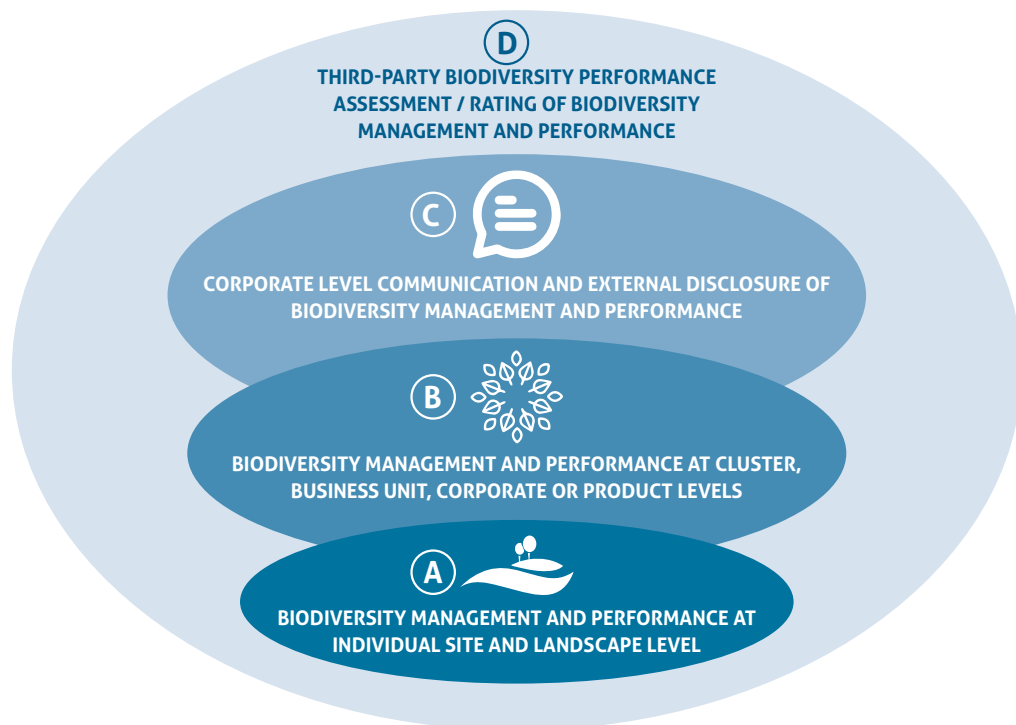 D
THIRD-PARTY BIODIVERSITY PERFORMANCE
ASSESSMENT / RATING OF BIODIVERSITY
MANAGEMENT AND PERFORMANCE
C
CORPORATE LEVEL COMMUNICATION AND EXTERNAL DISCLOSURE OF
BIODIVERSITY MANAGEMENT AND PERFORMANCE
B
BIODIVERSITY MANAGEMENT AND PERFORMANCE AT CLUSTER,
BUSINESS UNIT, CORPORATE OR PRODUCT LEVELS
A
BIODIVERSITY MANAGEMENT AND PERFORMANCE AT
INDIVIDUAL SITE AND LANDSCAPE LEVEL